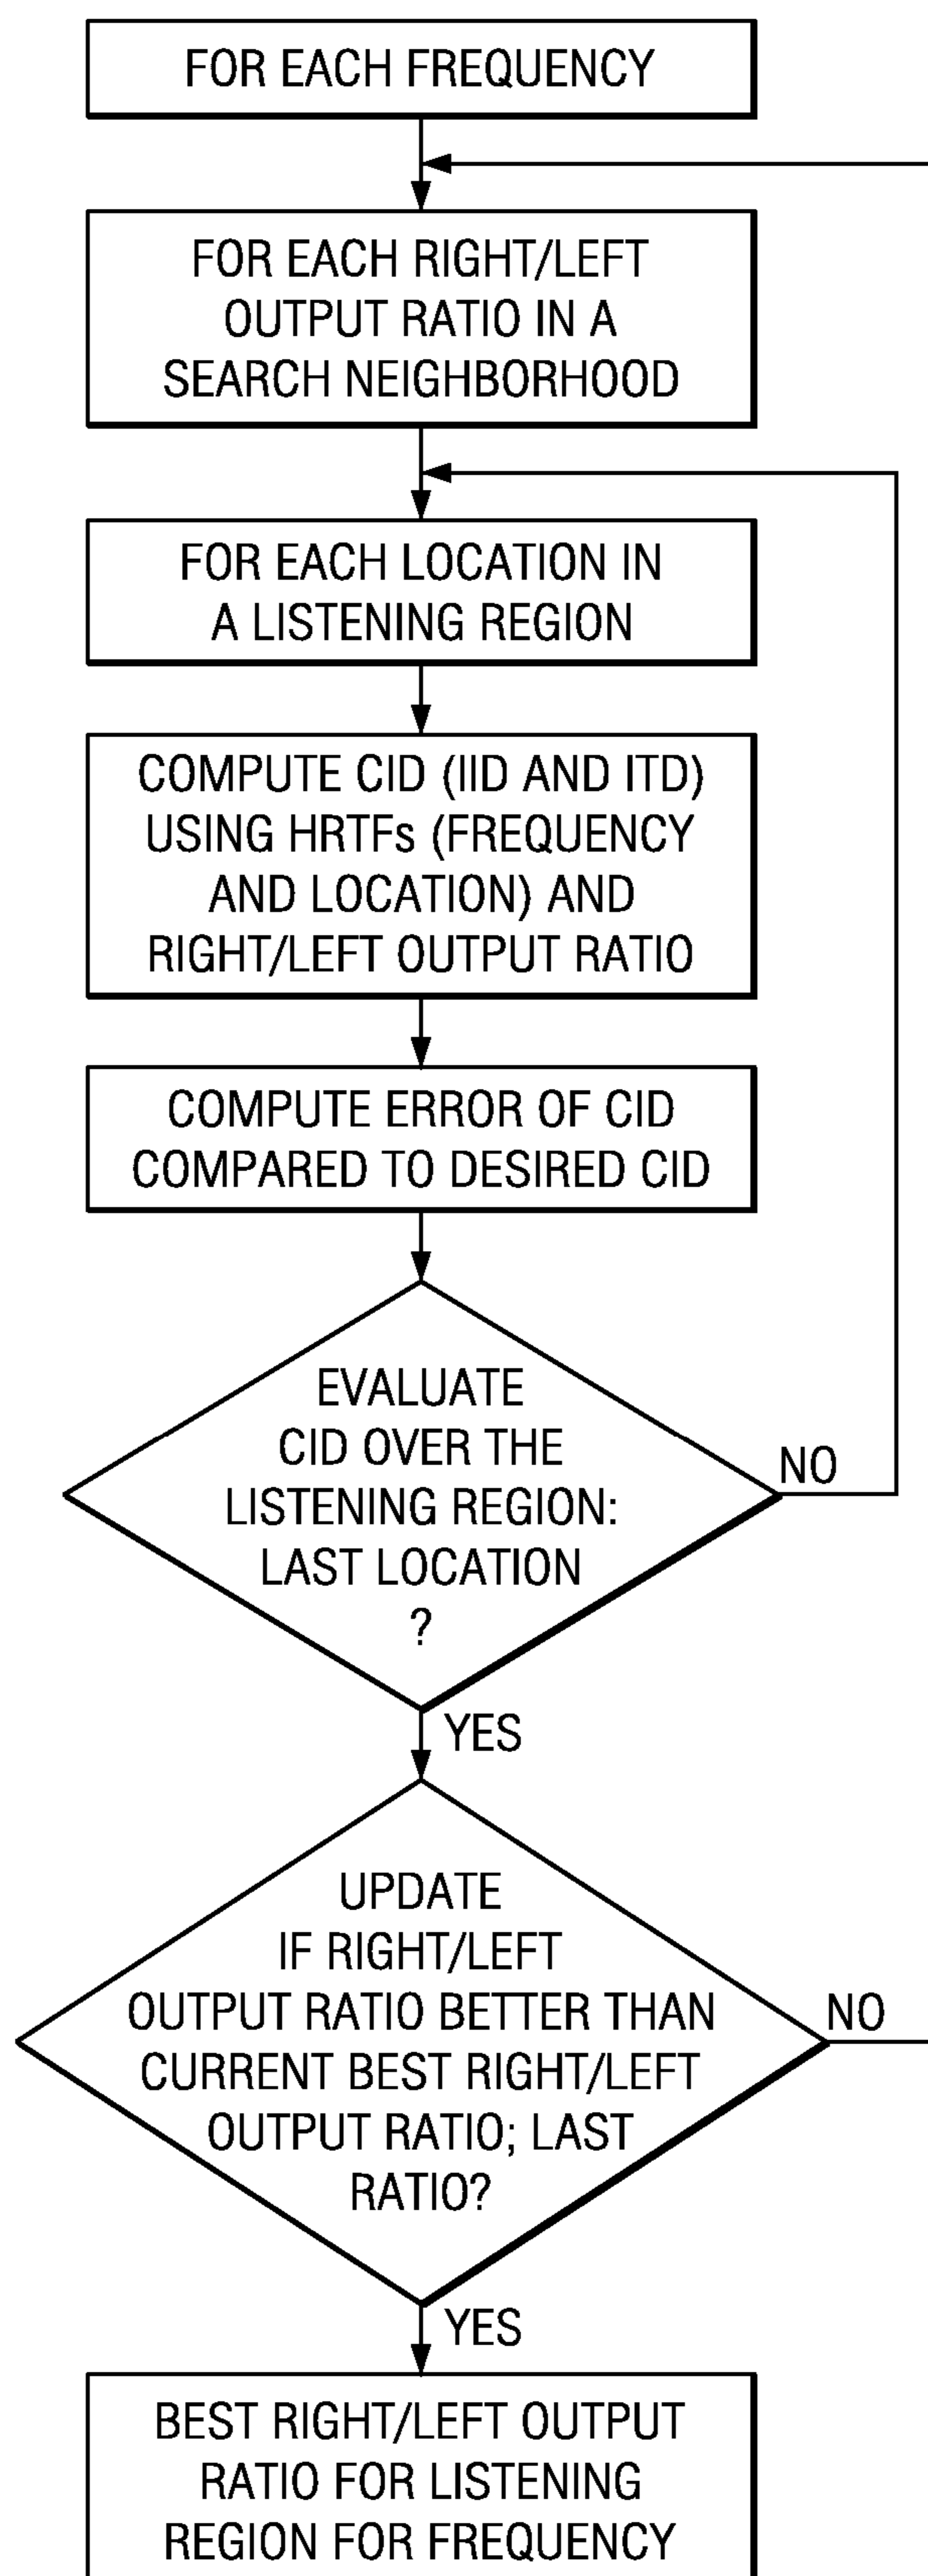 FOR EACH FREQUENCY
FOR EACH RIGHT/LEFT
OUTPUT RATIO IN A
SEARCH NEIGHBORHOOD
FOR EACH LOCATION IN
A LISTENING REGION
COMPUTE CID (IID AND ITD)
USING HRTFs (FREQUENCY
AND LOCATION) AND
RIGHT/LEFT OUTPUT RATIO
COMPUTE ERROR OF CID
COMPARED TO DESIRED CID
EVALUATE
CID OVER THE
LISTENING REGION:
LAST LOCATION
?
NO
YES
UPDATE
IF RIGHT/LEFT
OUTPUT RATIO BETTER THAN
CURRENT BEST RIGHT/LEFT
OUTPUT RATIO; LAST
RATIO?
NO
YES
BEST RIGHT/LEFT OUTPUT
RATIO FOR LISTENING
REGION FOR FREQUENCY